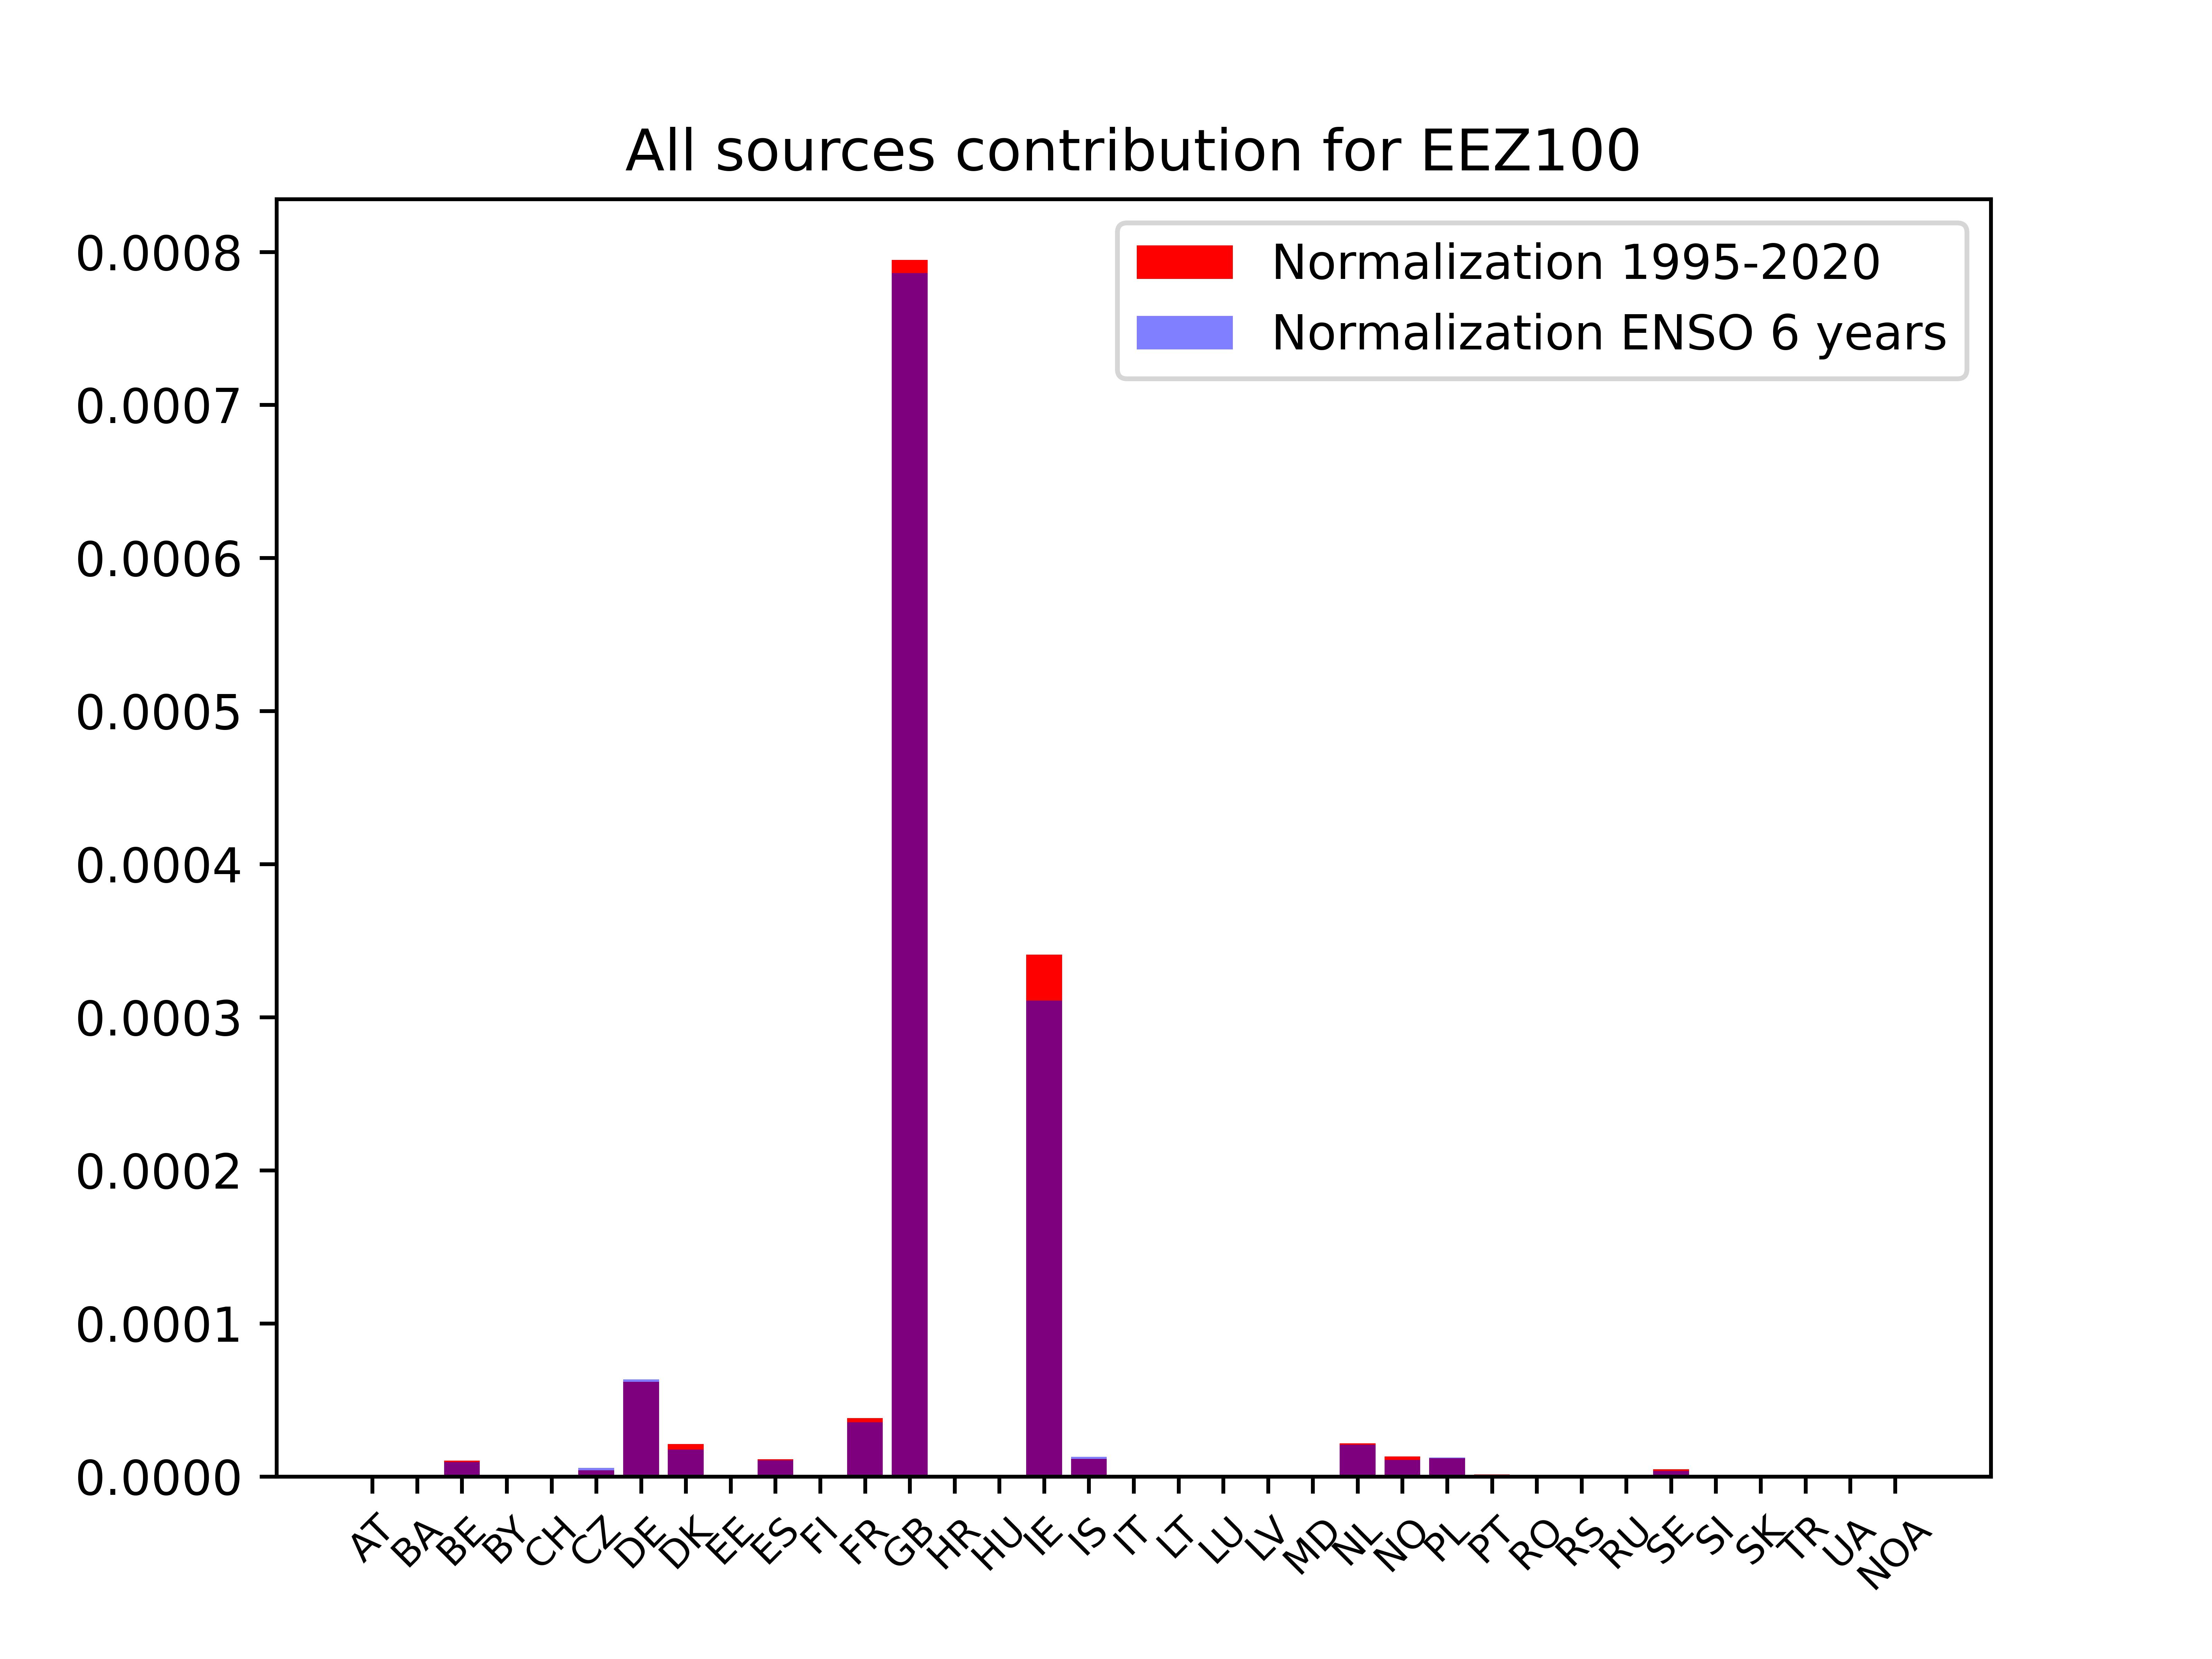 All sources contribution for EEZ100
Normalization 1995-2020
Normalization ENSO 6 years
0.0008
0.0007
0.0006
0.0005
0.0004
0.0003
0.0002
0.0001
0.0000
AT BA BE BY CH CZ DE DK EE ES FI FR GB HR HU IE IS IT LT LU LV MD NL NO PL PT RO RS RU SE SI SK TR UA NOA